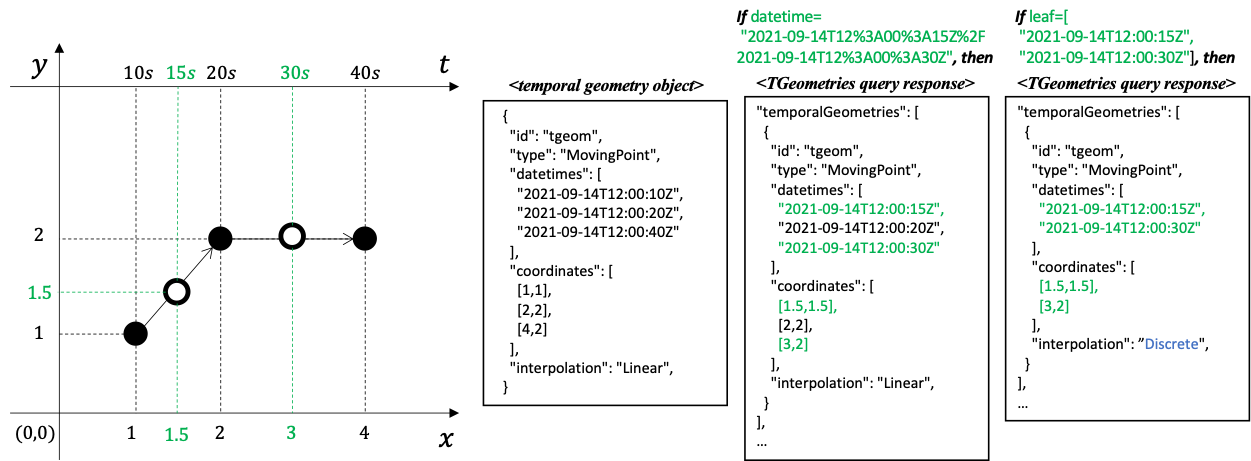 y
t
10s 15s 20s 30s 40s
2
1.5
1
(0,0)
1 1.5 2 3 4
x
<temporal geometry object>
{
"id": "tgeom",
"type": "MovingPoint",
"datetimes": [
"2021-09-14T12:00:10Z",
"2021-09-14T12:00:20Z",
"2021-09-14T12:00:40Z"
],
"coordinates": [
[1,1],
[2,2],
[4,2]
],
"interpolation": "Linear",
}
If datetime=
"2021-09-14T12%3A00%3A15Z%2F
2021-09-14T12%3A00%3A30Z", then
<TGeometries query response>
"temporalGeometries": [
{
"id": "tgeom",
"type": "MovingPoint",
"datetimes": [
"2021-09-14T12:00:15Z",
"2021-09-14T12:00:20Z",
"2021-09-14T12:00:30Z"
],
"coordinates": [
[1.5,1.5],
[2,2],
[3,2]
],
"interpolation": "Linear",
}
],
...
If leaf=[
"2021-09-14T12:00:15Z",
"2021-09-14T12:00:30Z"], then
<TGeometries query response>
"temporalGeometries": [
{
"id": "tgeom",
"type": "MovingPoint",
"datetimes": [
"2021-09-14T12:00:15Z",
"2021-09-14T12:00:30Z"
],
"coordinates": [
[1.5,1.5],
[3,2]
],
"interpolation": ”Discrete",
}
],
...